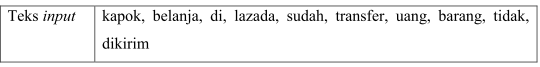 Teks input kapok, belanja, di, lazada, sudah, transfer, uang, barang, tidak,
dikirim